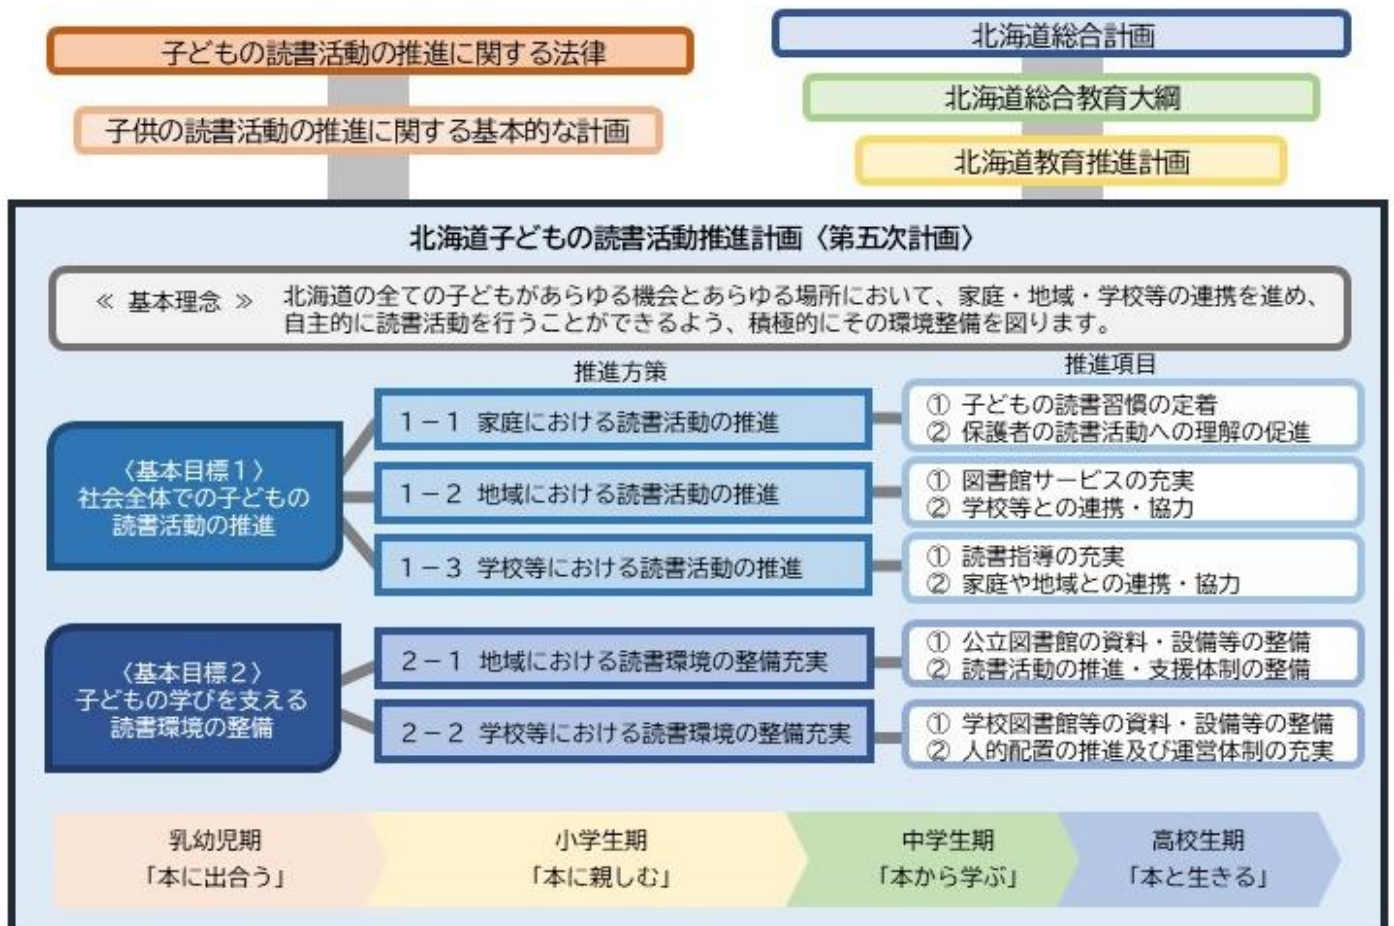 子どもの読書活動の推進に関する法律
子供の読書活動の推進に関する基本的な計画
北海道総合計画
北海道総合教育大綱
北海道教育推進計画
北海道子どもの読書活動推進計画〈第五次計画〉
≪ 基本理念 ≫
北海道の全ての子どもがあらゆる機会とあらゆる場所において、家庭・地域・学校等の連携を進め、
自主的に読書活動を行うことができるよう、積極的にその環境整備を図ります。
推進方策
推進項目
〈基本目標１〉
社会全体での子どもの
読書活動の推進
１－１ 家庭における読書活動の推進
① 子どもの読書習慣の定着
② 保護者の読書活動への理解の促進
１－２ 地域における読書活動の推進
① 図書館サービスの充実
② 学校等との連携・協力
１－３ 学校等における読書活動の推進
① 読書指導の充実
② 家庭や地域との連携・協力
〈基本目標２〉
子どもの学びを支える
読書環境の整備
２－１ 地域における読書環境の整備充実
① 公立図書館の資料・設備等の整備
② 読書活動の推進・支援体制の整備
２－２ 学校等における読書環境の整備充実
① 学校図書館等の資料・設備等の整備
② 人的配置の推進及び運営体制の充実
乳幼児期
「本に出合う」
小学生期
「本に親しむ」
中学生期
「本から学ぶ」
高校生期
「本と生きる」